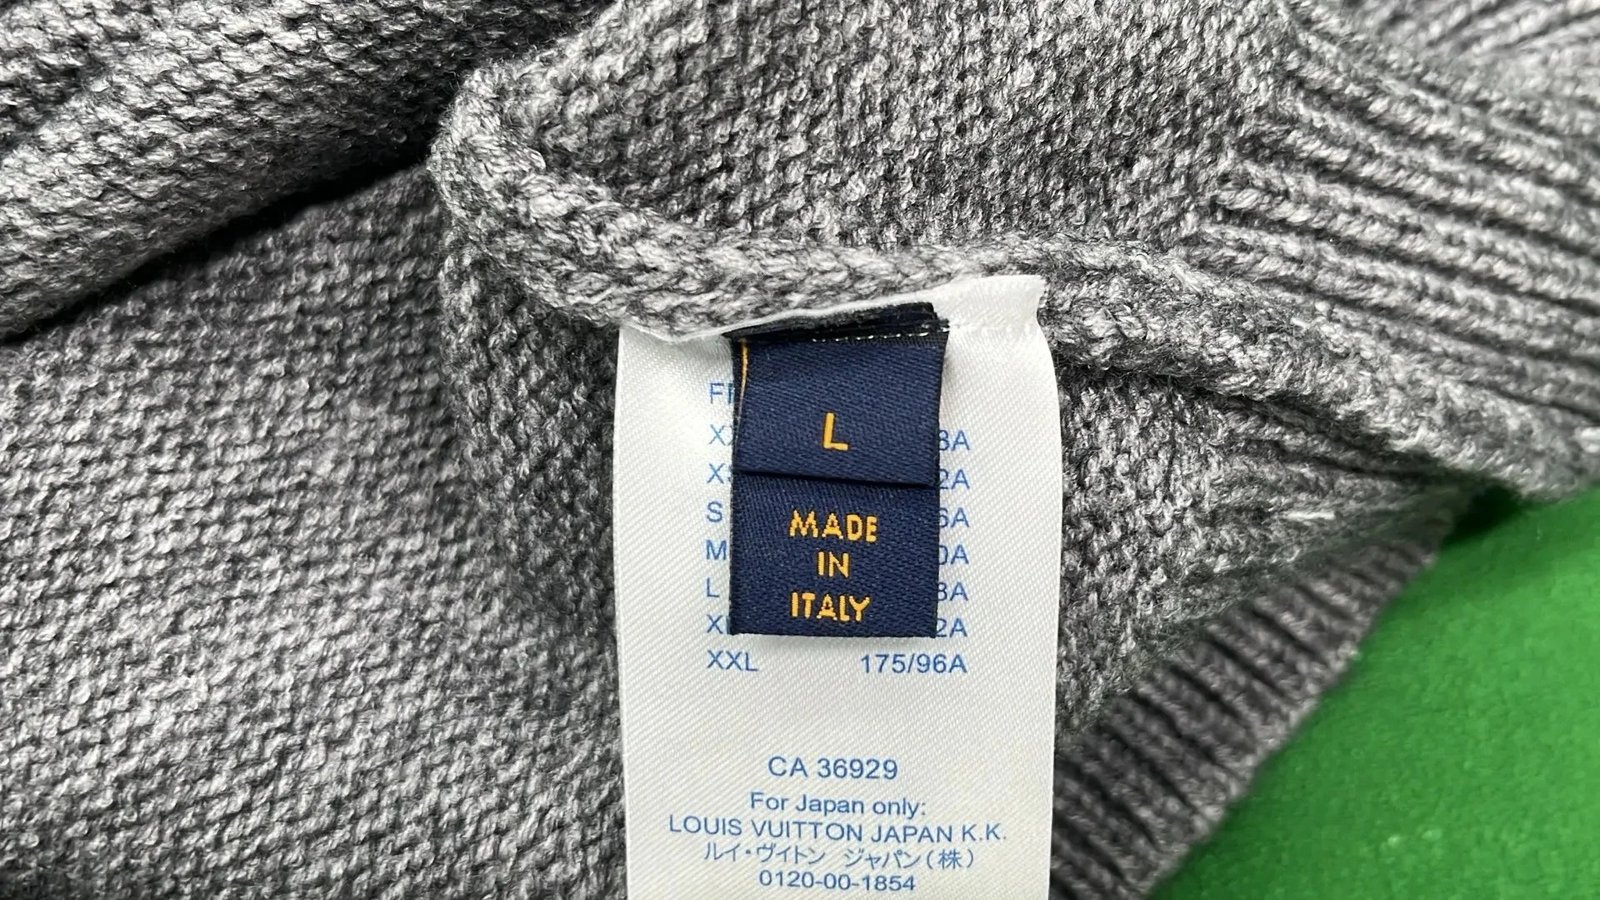 L
MADE
IN
ITALY
S
M
L
XXL 175/96A
CA 36929
For Japan only:
LOUIS VUITTON JAPAN K.K.
ルイ・ヴィトン ジャパン(株)
0120-00-1854